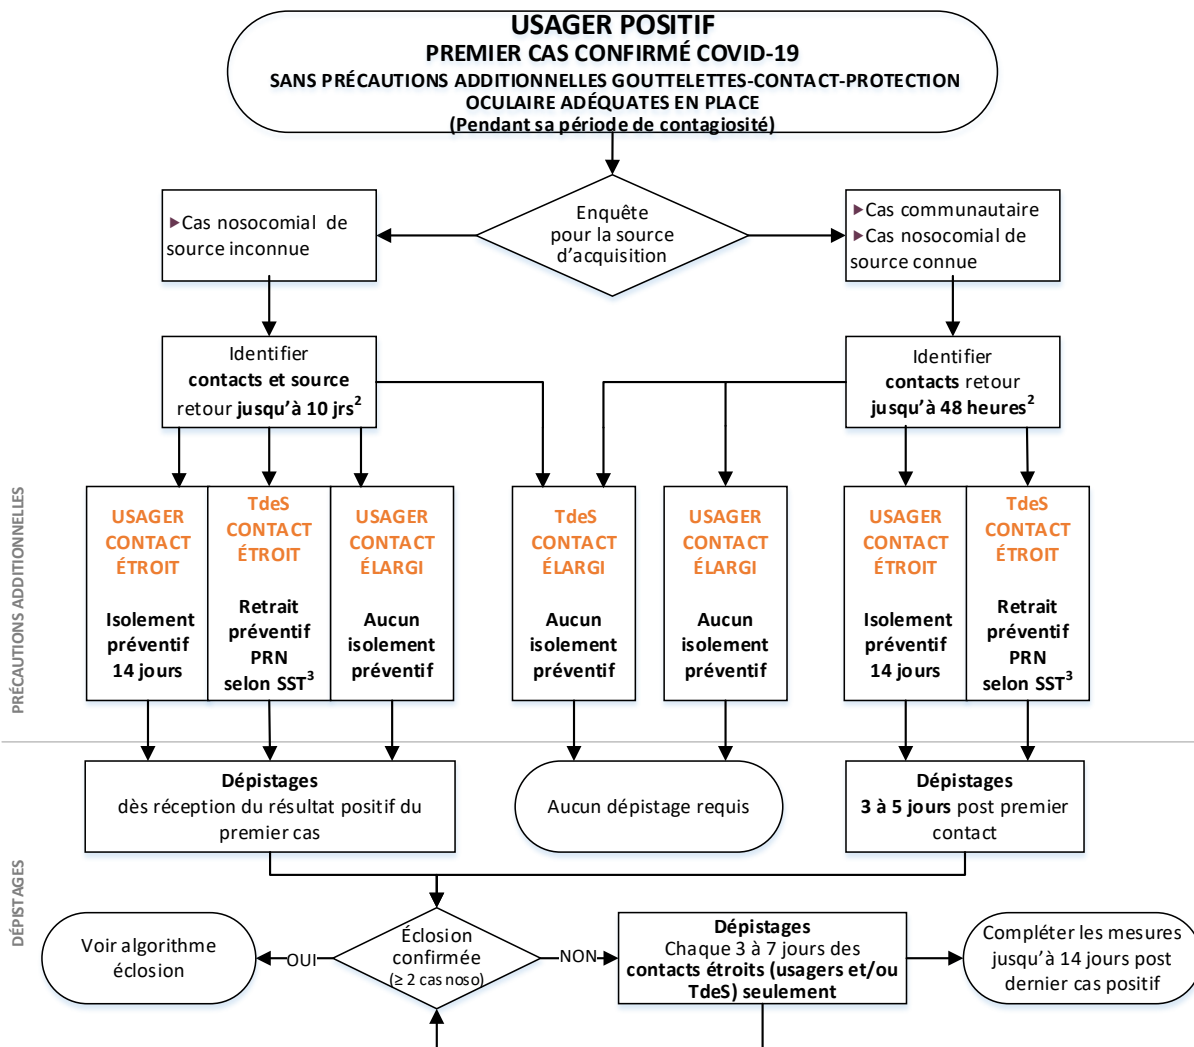 USAGER POSITIF
PREMIER CAS CONFIRMÉ COVID-19
SANS PRÉCAUTIONS ADDITIONNELLES GOUTTELETTES-CONTACT-PROTECTION
OCULAIRE ADÉQUATES EN PLACE
(Pendant sa période de contagiosité)
Enquête
pour la source
d'acquisition
▶Cas nosocomial de
source inconnue
▶Cas communautaire
▶Cas nosocomial de
source connue
Identifier
contacts et source
retour jusqu'à 10 jrs²
Identifier
contacts retour
jusqu'à 48 heures²
PRÉCAUTIONS ADDITIONNELLES
USAGER
CONTACT
ÉTROIT
Isolement
préventif
14 jours
TdeS
CONTACT
ÉTROIT
Retrait
préventif
PRN
selon SST³
USAGER
CONTACT
ÉLARGI
Aucun
isolement
préventif
TdeS
CONTACT
ÉLARGI
Aucun
isolement
préventif
USAGER
CONTACT
ÉLARGI
Aucun
isolement
préventif
USAGER
CONTACT
ÉTROIT
Isolement
préventif
14 jours
TdeS
CONTACT
ÉTROIT
Retrait
préventif
PRN
selon SST³
DÉPISTAGES
Dépistages
dès réception du résultat positif du
premier cas
Aucun dépistage requis
Dépistages
3 à 5 jours post premier
contact
Voir algorithme
éclosion
OUI
Éclosion
confirmée
(≥ 2 cas noso)
NON
Dépistages
Chaque 3 à 7 jours des
contacts étroits (usagers et/ou
TdeS) seulement
Compléter les mesures
jusqu'à 14 jours post
dernier cas positif